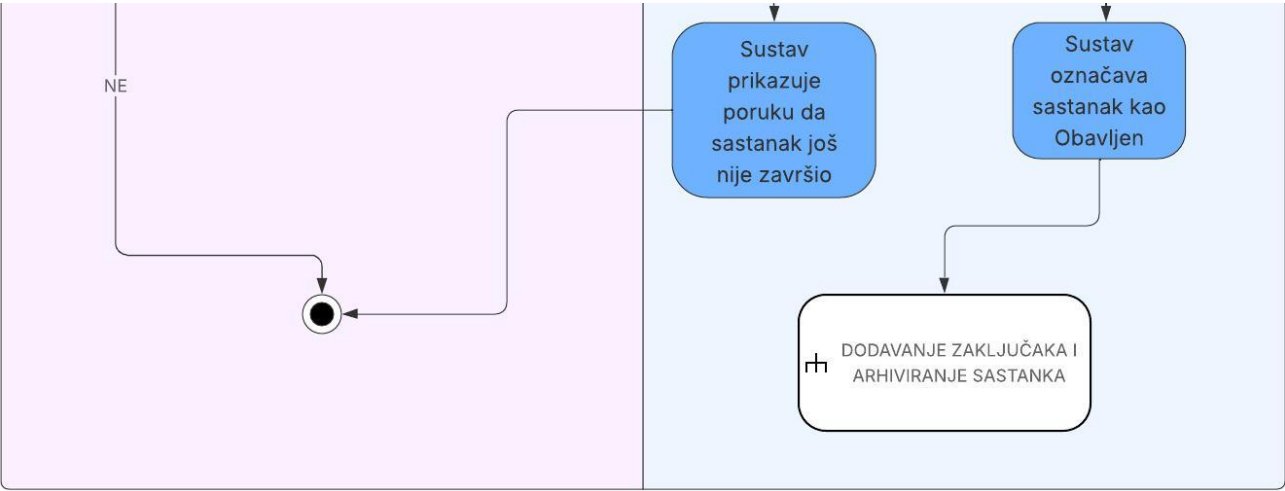 NE
Sustav
prikazuje
poruku da
sastanak još
nije završio
Sustav
označava
sastanak kao
Obavljen
DODAVANJE ZAKLJUČAKA I
ARHIVIRANJE SASTANKA